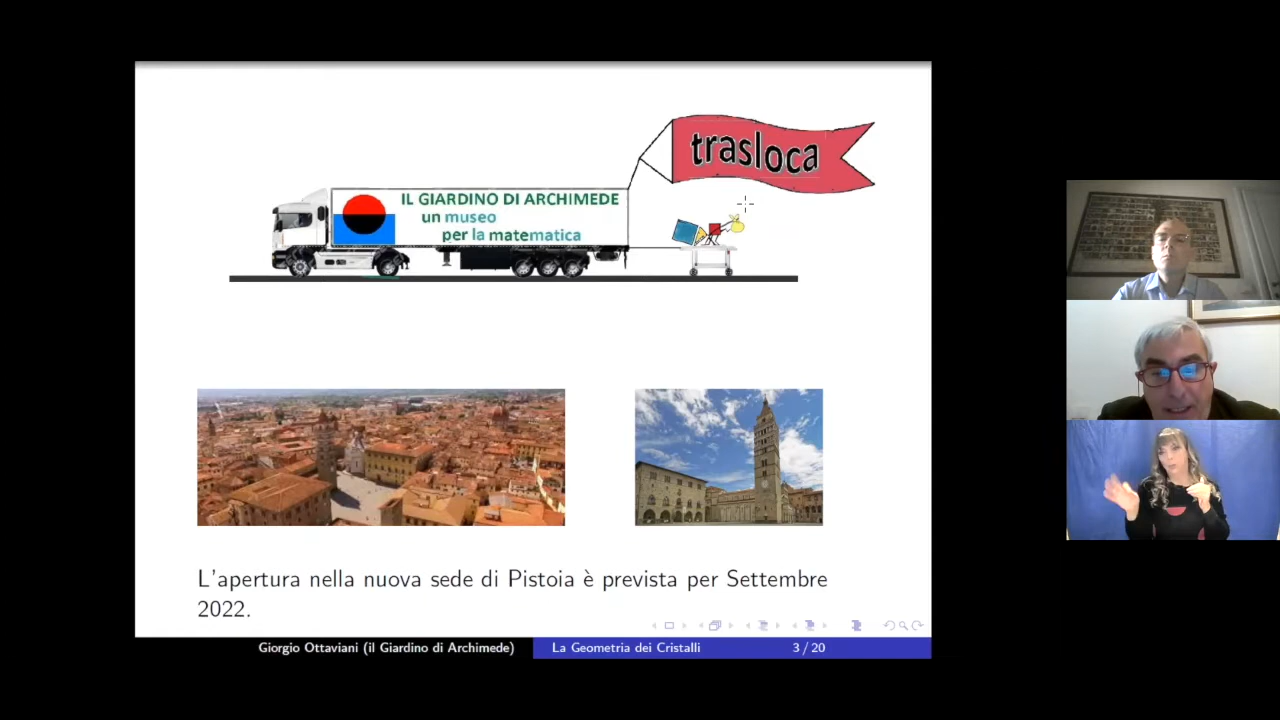 trasloca
IL GIARDINO DI ARCHIMEDE
un museo
per la matematica
L'apertura nella nuova sede di Pistoia è prevista per Settembre
2022.
Giorgio Ottaviani (il Giardino di Archimede)
La Geometria dei Cristalli
3 / 20